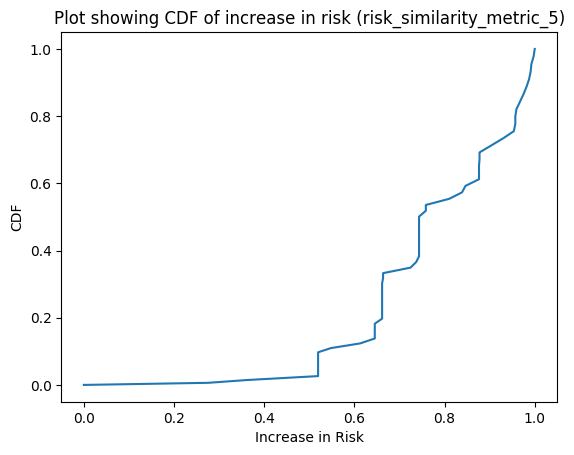 Plot showing CDF of increase in risk (risk_similarity_metric_5)
1.0
0.8
0.6
0.4
0.2
0.0
CDF
0.0 0.2 0.4 0.6 0.8 1.0
Increase in Risk